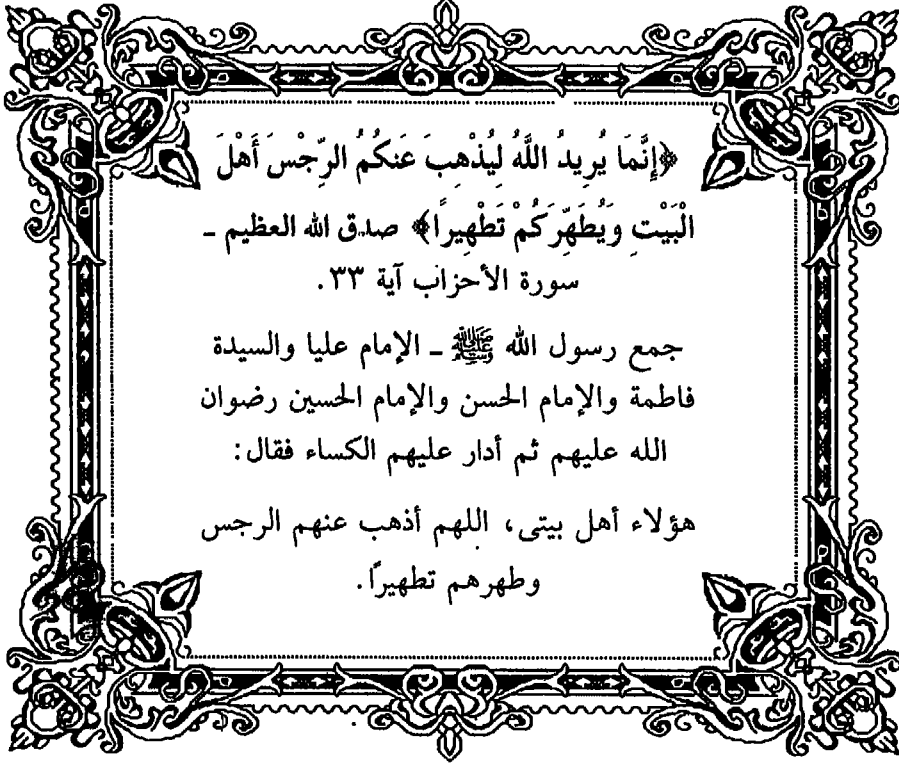 ﴿إِنَّمَا يُرِيدُ اللَّهُ لِيُذْهِبَ عَنكُمُ الرِّجْسَ أَهْلَ
الْبَيْتِ وَيُطَهِّرَكُمْ تَطْهِيرًا﴾ صدق الله العظيم ـ
سورة الأحزاب آية ٣٣.
جمع رسول الله ﷺ ـ الإمام عليا والسيدة
فاطمة والإمام الحسن والإمام الحسين رضوان
الله عليهم ثم أدار عليهم الكساء فقال:
هؤلاء أهل بيتى، اللهم أذهب عنهم الرجس
وطهرهم تطهيرًا.